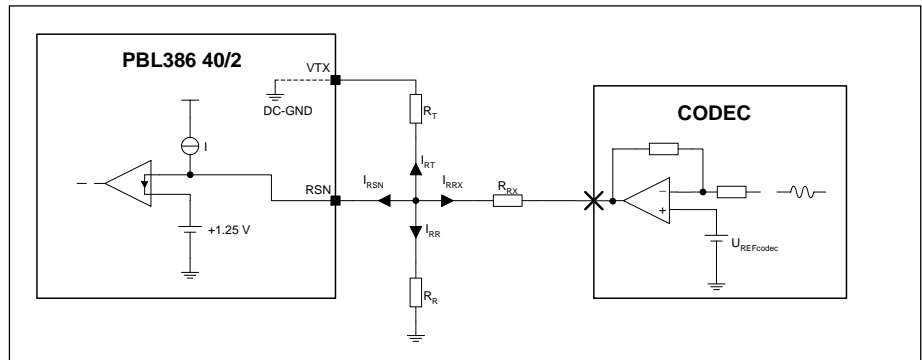 PBL386 40/2
VTX
DC-GND
R_T
CODEC
I
I_RT
I_RSN
I_RRX
R_RX
RSN
−
+
+1.25 V
I_RR
U_REFcodec
R_R